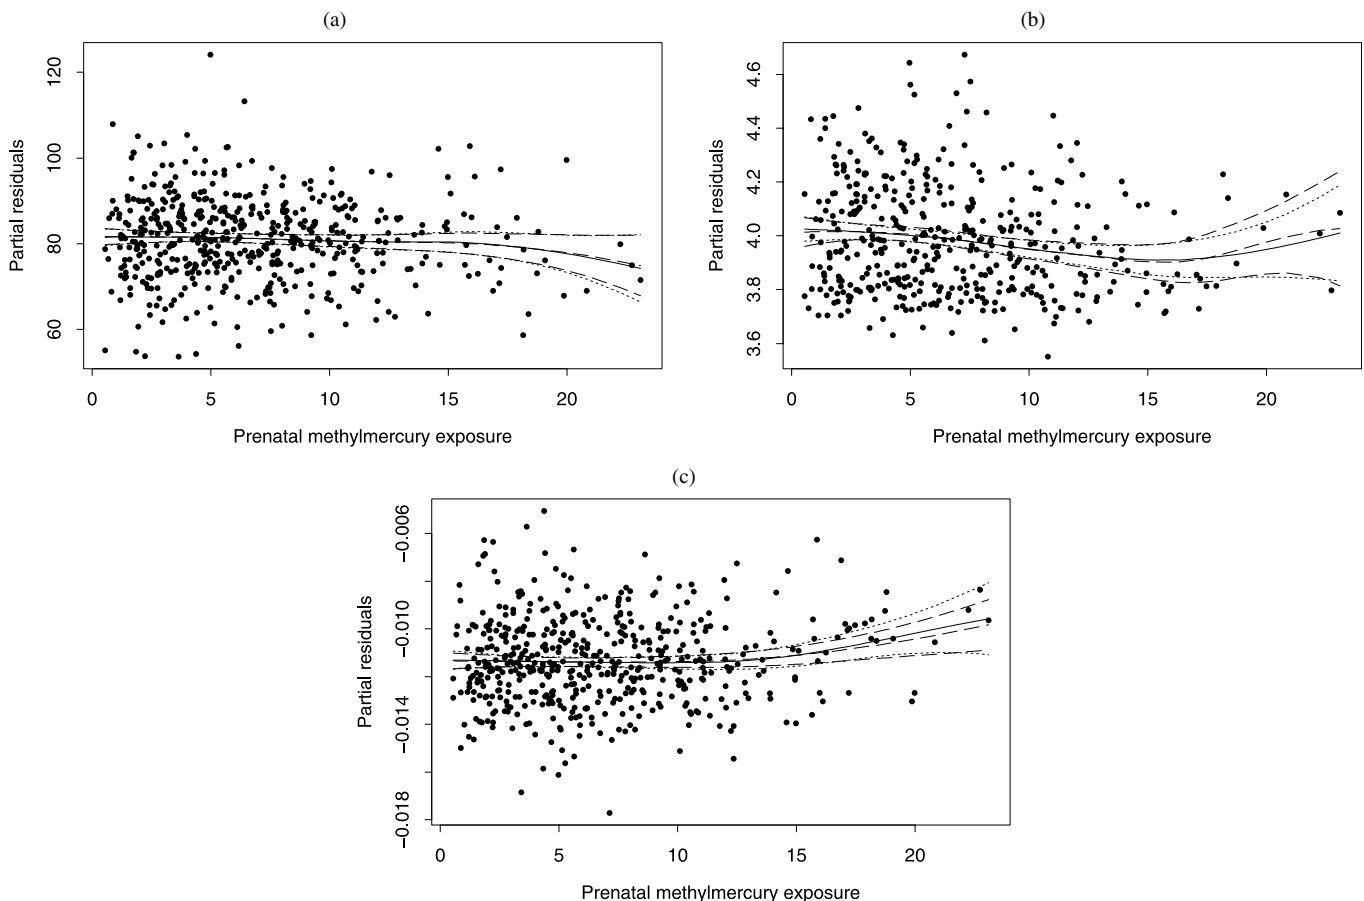 (a)
120
100
80
60
Partial residuals
0 5 10 15 20
Prenatal methylmercury exposure
(b)
4.6
4.4
4.2
4.0
3.8
3.6
Partial residuals
0 5 10 15 20
Prenatal methylmercury exposure
(c)
−0.006
−0.010
−0.014
−0.018
Partial residuals
0 5 10 15 20
Prenatal methylmercury exposure